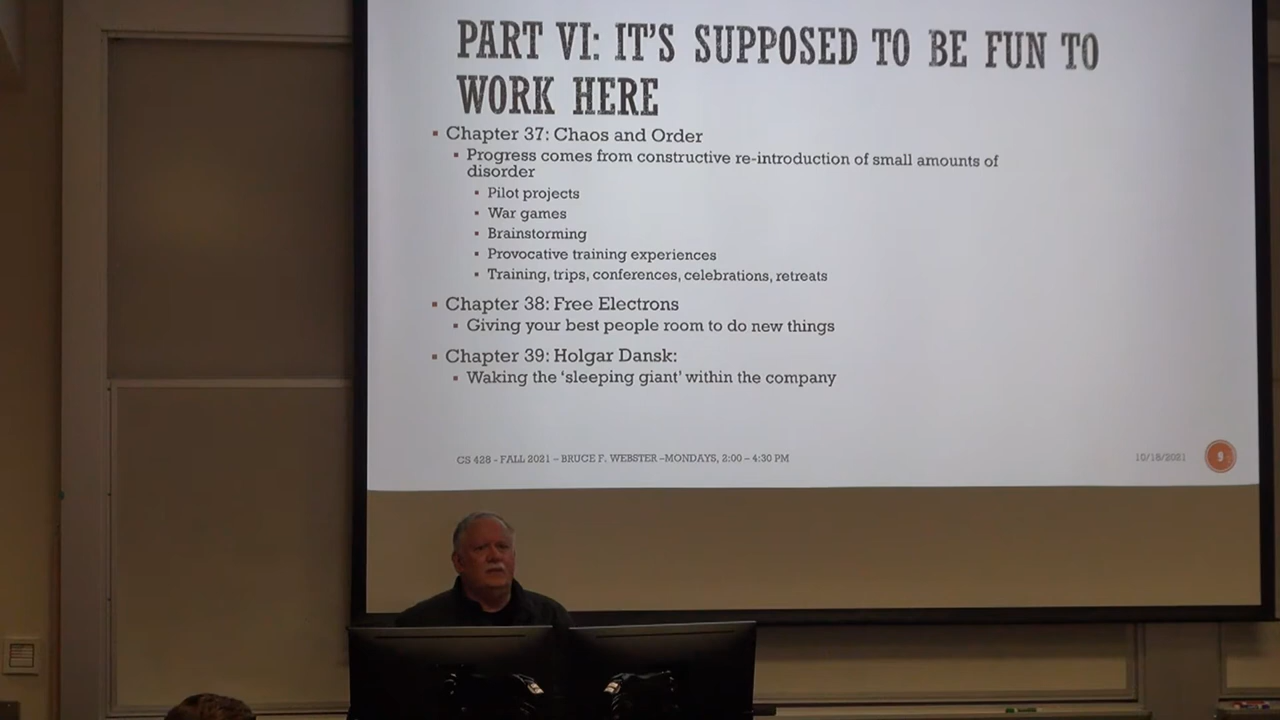 PART VI: IT'S SUPPOSED TO BE FUN TO
WORK HERE
Chapter 37: Chaos and Order
Progress comes from constructive re-introduction of small amounts of
disorder
Pilot projects
War games
Brainstorming
Provocative training experiences
Training, trips, conferences, celebrations, retreats
Chapter 38: Free Electrons
Giving your best people room to do new things
Chapter 39: Holgar Dansk:
Waking the 'sleeping giant' within the company
CS 428 - FALL 2021 – BRUCE F. WEBSTER –MONDAYS, 2:00 – 4:30 PM
10/18/2021
9